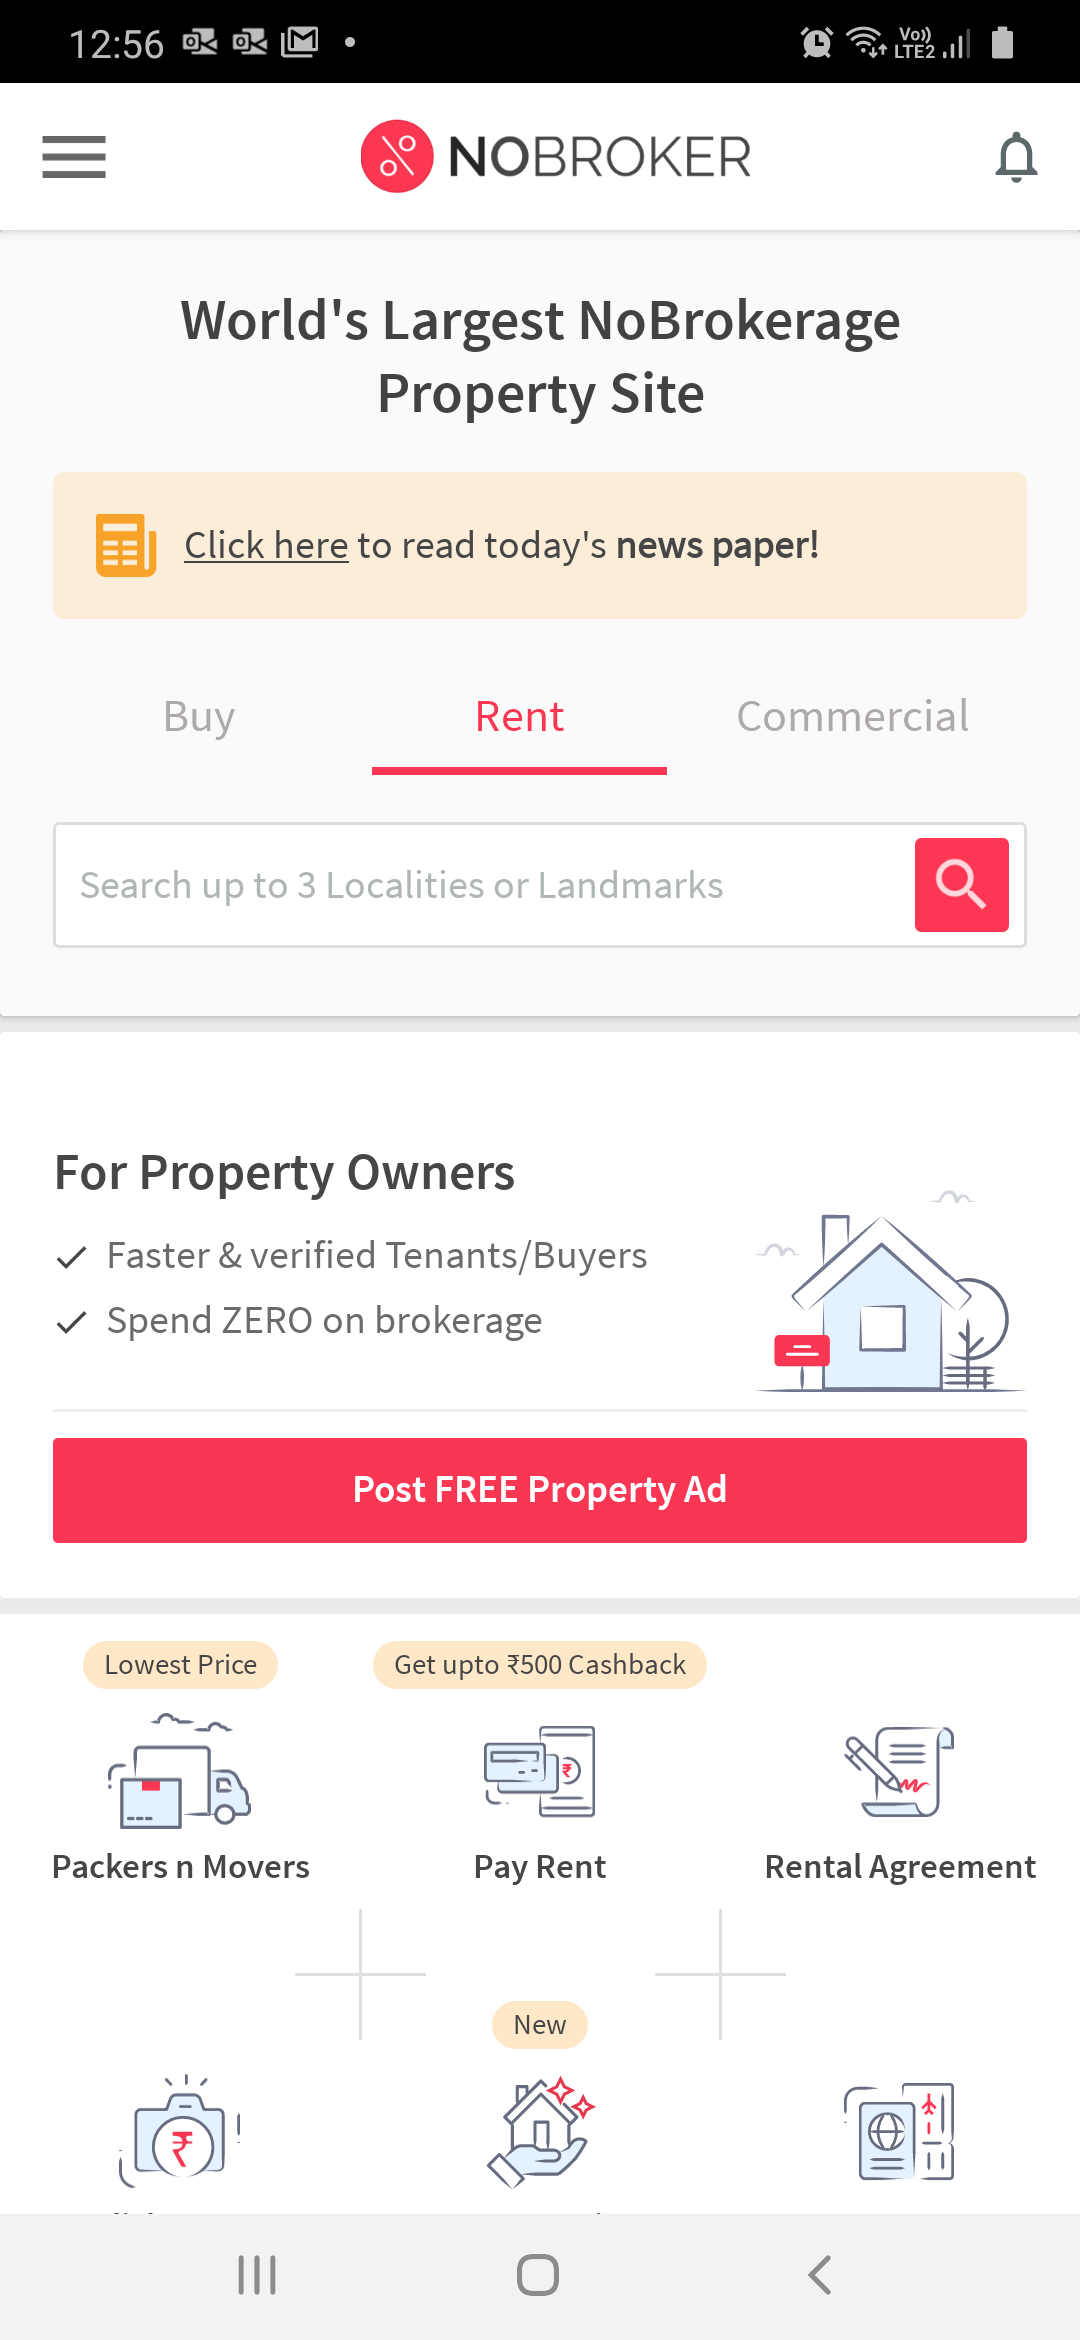 12:56
Vo))
LTE2
NOBROKER
World's Largest NoBrokerage
Property Site
Click here to read today's news paper!
Buy
Rent
Commercial
Search up to 3 Localities or Landmarks
For Property Owners
Faster & verified Tenants/Buyers
Spend ZERO on brokerage
Post FREE Property Ad
Lowest Price
Get upto ₹500 Cashback
₹
Packers n Movers
Pay Rent
Rental Agreement
New
₹